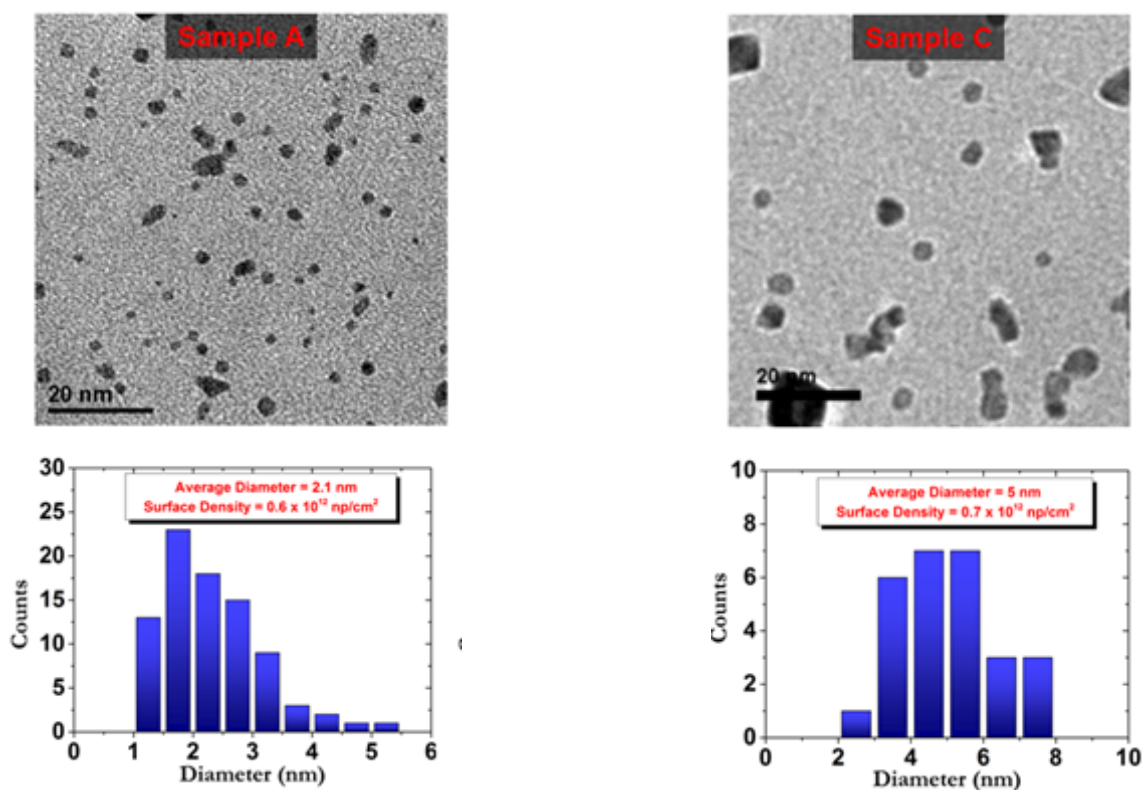 Sample A
20 nm
Sample C
20 nm
30
25
20
15
10
5
0
Counts
Average Diameter = 2.1 nm
Surface Density = 0.6 x 10¹² np/cm²
0 1 2 3 4 5 6
Diameter (nm)
10
8
6
4
2
0
Counts
Average Diameter = 5 nm
Surface Density = 0.7 x 10¹² np/cm²
0 2 4 6 8 10
Diameter (nm)